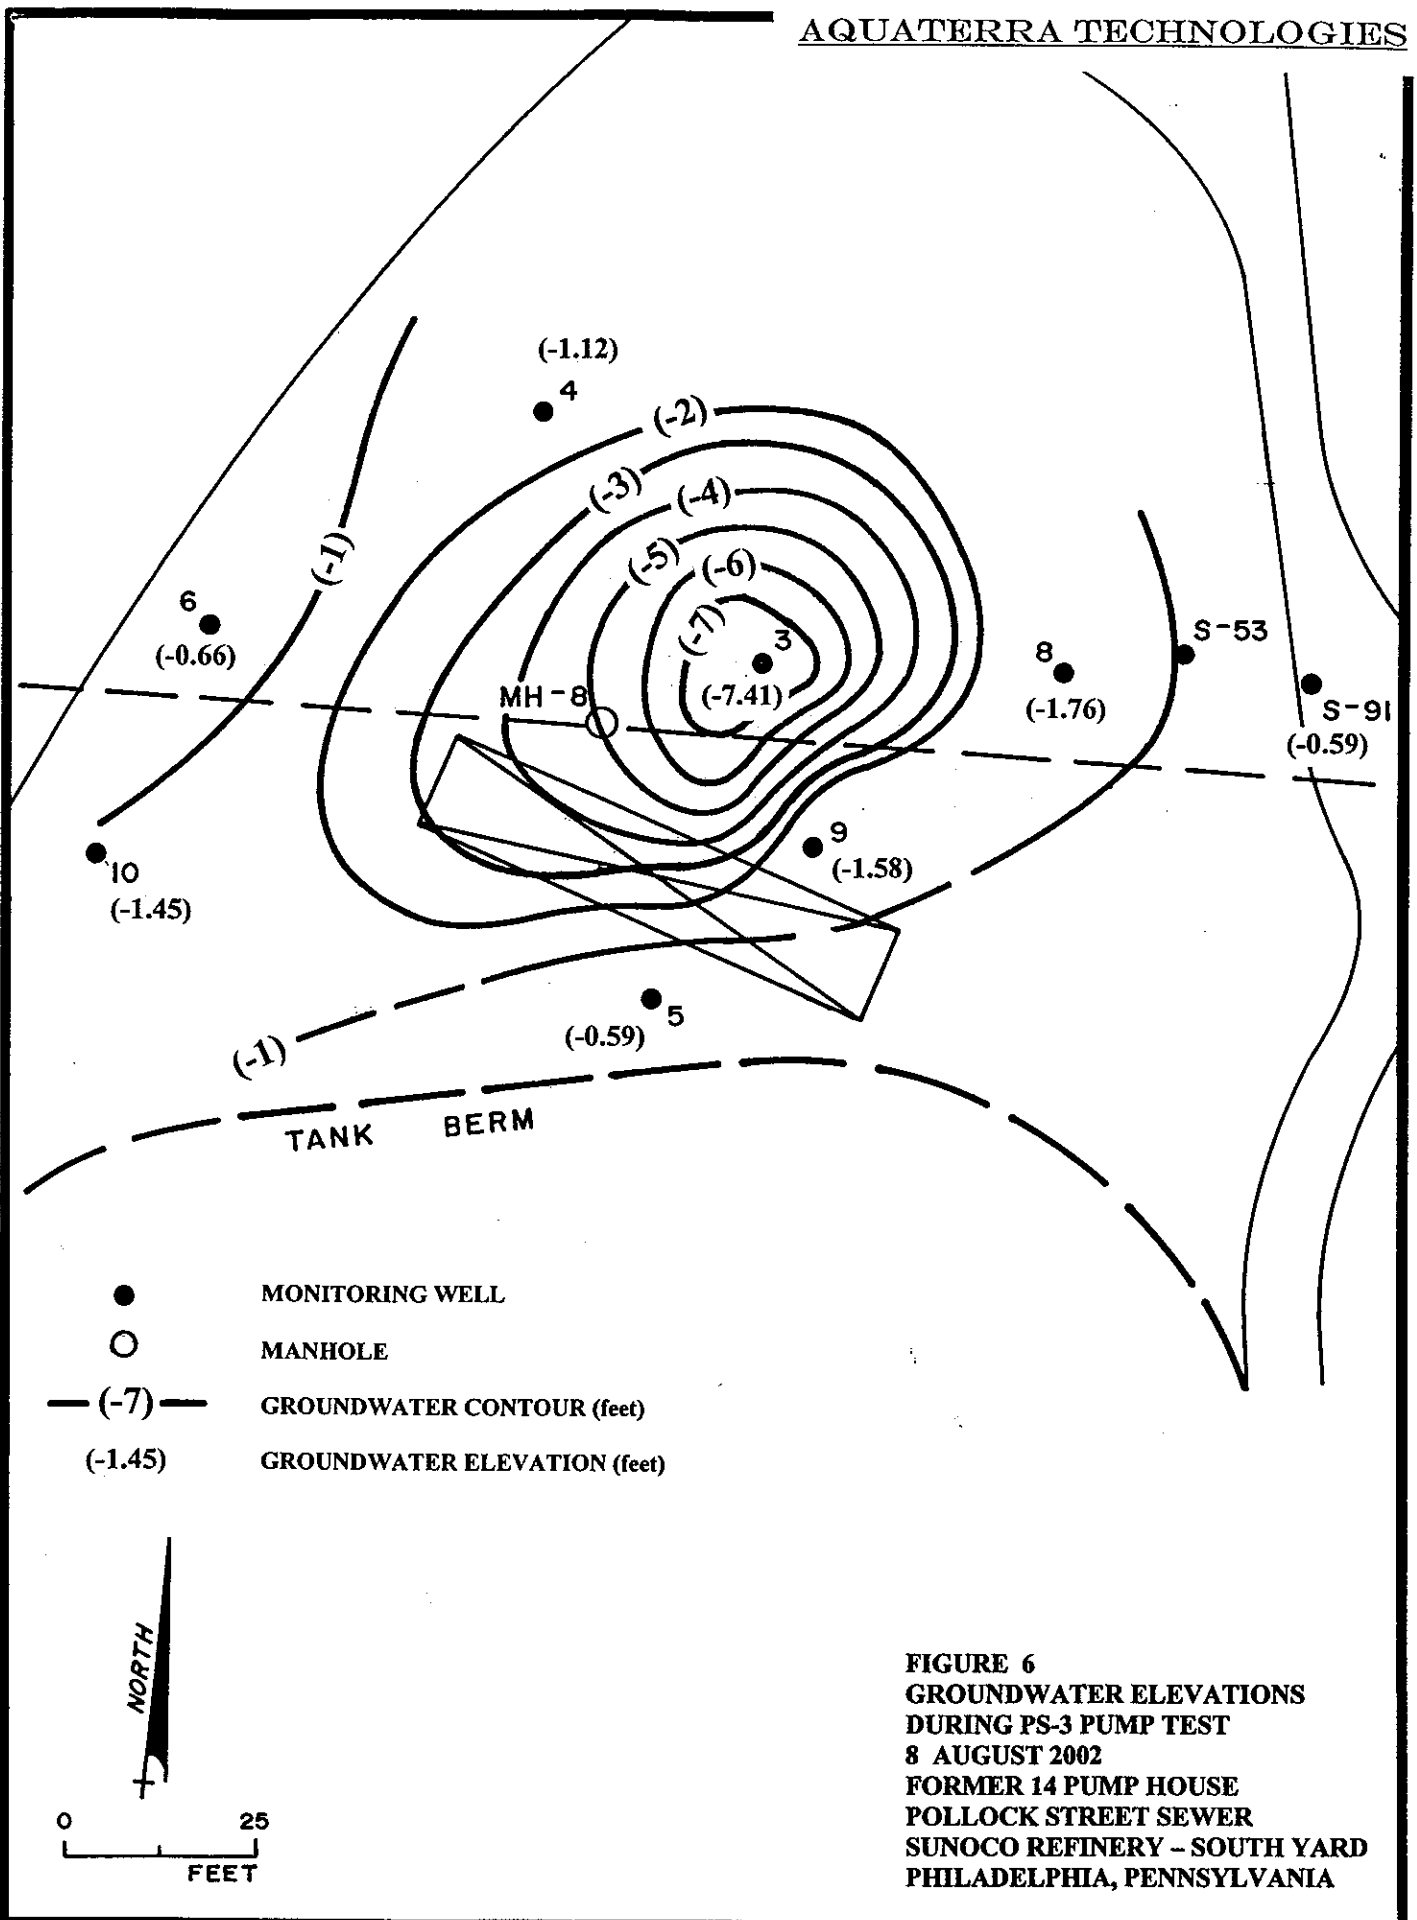 AQUATERRA TECHNOLOGIES
(-1.12)
4
(-2)
(-3)
(-4)
(-1)
(-5)
(-6)
6
(-0.66)
(-7)
3
(-7.41)
MH-8
8
(-1.76)
S-53
S-91
(-0.59)
9
(-1.58)
10
(-1.45)
5
(-0.59)
(-1)
TANK BERM
MONITORING WELL
MANHOLE
(-7) GROUNDWATER CONTOUR (feet)
(-1.45) GROUNDWATER ELEVATION (feet)
NORTH
0 25
FEET
FIGURE 6
GROUNDWATER ELEVATIONS
DURING PS-3 PUMP TEST
8 AUGUST 2002
FORMER 14 PUMP HOUSE
POLLOCK STREET SEWER
SUNOCO REFINERY – SOUTH YARD
PHILADELPHIA, PENNSYLVANIA